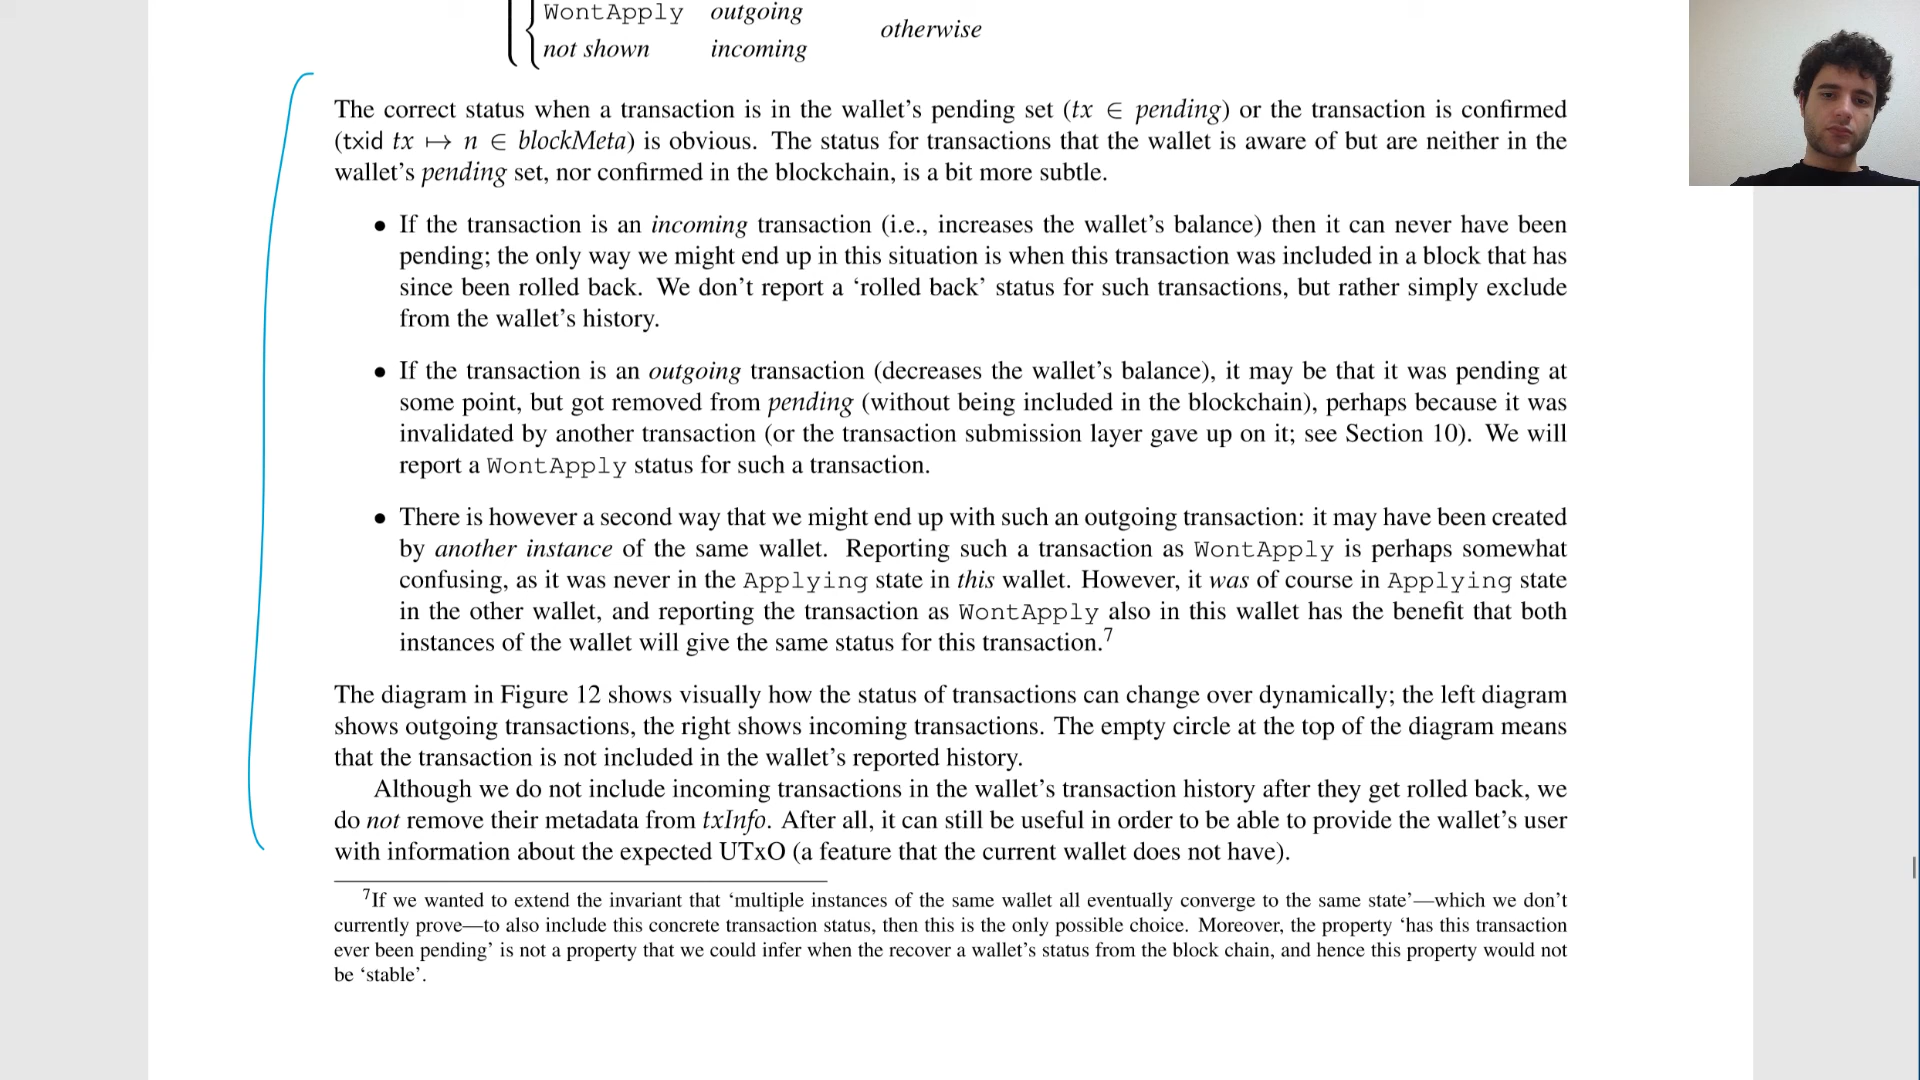 WontApply outgoing
otherwise
not shown incoming
The correct status when a transaction is in the wallet’s pending set (tx ∈ pending) or the transaction is confirmed
(txid tx ↦ n ∈ blockMeta) is obvious. The status for transactions that the wallet is aware of but are neither in the
wallet’s pending set, nor confirmed in the blockchain, is a bit more subtle.
• If the transaction is an incoming transaction (i.e., increases the wallet’s balance) then it can never have been
pending; the only way we might end up in this situation is when this transaction was included in a block that has
since been rolled back. We don’t report a ‘rolled back’ status for such transactions, but rather simply exclude
from the wallet’s history.
• If the transaction is an outgoing transaction (decreases the wallet’s balance), it may be that it was pending at
some point, but got removed from pending (without being included in the blockchain), perhaps because it was
invalidated by another transaction (or the transaction submission layer gave up on it; see Section 10). We will
report a WontApply status for such a transaction.
• There is however a second way that we might end up with such an outgoing transaction: it may have been created
by another instance of the same wallet. Reporting such a transaction as WontApply is perhaps somewhat
confusing, as it was never in the Applying state in this wallet. However, it was of course in Applying state
in the other wallet, and reporting the transaction as WontApply also in this wallet has the benefit that both
instances of the wallet will give the same status for this transaction.7
The diagram in Figure 12 shows visually how the status of transactions can change over dynamically; the left diagram
shows outgoing transactions, the right shows incoming transactions. The empty circle at the top of the diagram means
that the transaction is not included in the wallet’s reported history.
Although we do not include incoming transactions in the wallet’s transaction history after they get rolled back, we
do not remove their metadata from txInfo. After all, it can still be useful in order to be able to provide the wallet’s user
with information about the expected UTxO (a feature that the current wallet does not have).
7If we wanted to extend the invariant that ‘multiple instances of the same wallet all eventually converge to the same state’—which we don’t
currently prove—to also include this concrete transaction status, then this is the only possible choice. Moreover, the property ‘has this transaction
ever been pending’ is not a property that we could infer when the recover a wallet’s status from the block chain, and hence this property would not
be ‘stable’.